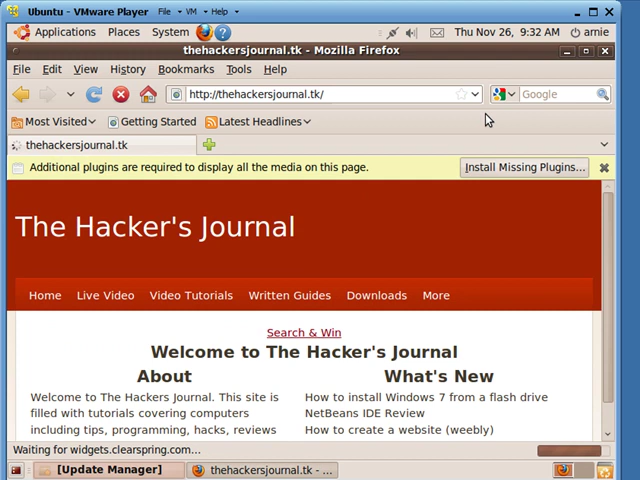 Ubuntu - VMware Player File VM Help
Applications Places System Thu Nov 26, 9:32 AM arnie
thehackersjournal.tk - Mozilla Firefox
File Edit View History Bookmarks Tools Help
http://thehackersjournal.tk/ Google
Most Visited Getting Started Latest Headlines
thehackersjournal.tk
Additional plugins are required to display all the media on this page. Install Missing Plugins...
The Hacker's Journal
Home Live Video Video Tutorials Written Guides Downloads More
Search & Win
Welcome to The Hacker's Journal
About
Welcome to The Hackers Journal. This site is
filled with tutorials covering computers
including tips, programming, hacks, reviews
What's New
How to install Windows 7 from a flash drive
NetBeans IDE Review
How to create a website (weebly)
Waiting for widgets.clearspring.com...
[Update Manager] thehackersjournal.tk - ...